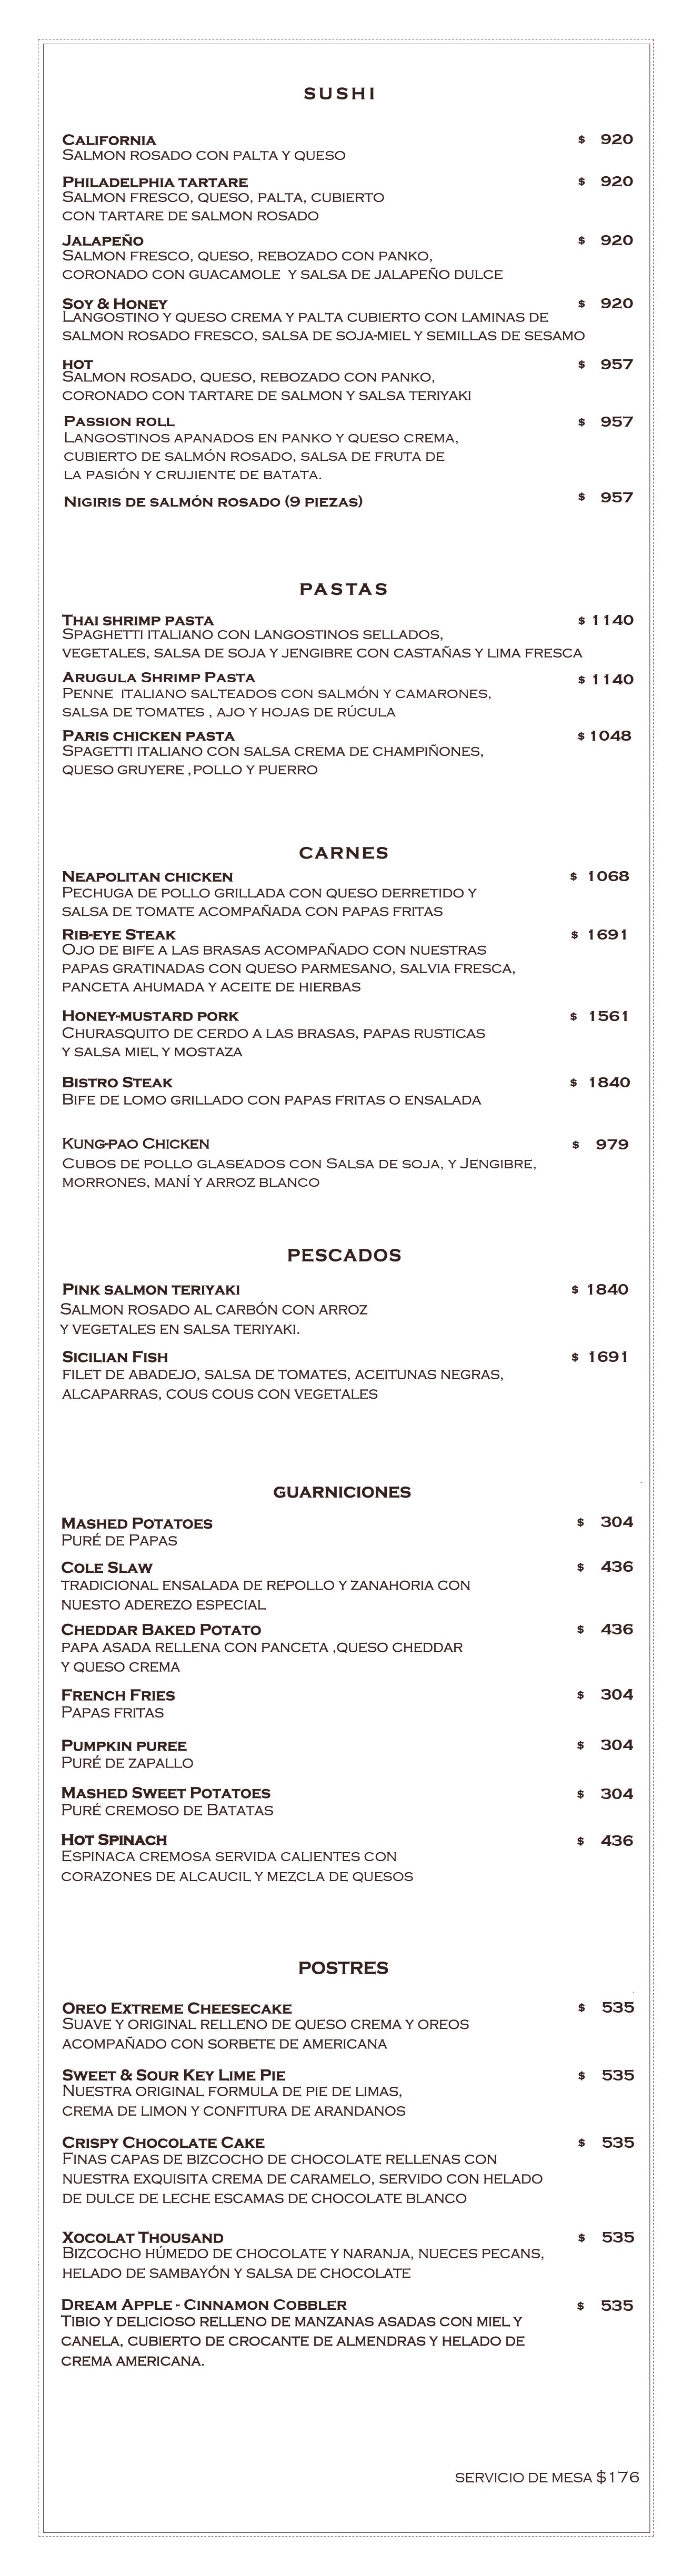 SUSHI
CALIFORNIA $ 920
SALMON ROSADO CON PALTA Y QUESO
PHILADELPHIA TARTARE $ 920
SALMON FRESCO, QUESO, PALTA, CUBIERTO
CON TARTARE DE SALMON ROSADO
JALAPEÑO $ 920
SALMON FRESCO, QUESO, REBOZADO CON PANKO,
CORONADO CON GUACAMOLE Y SALSA DE JALAPEÑO DULCE
SOY & HONEY $ 920
LANGOSTINO Y QUESO CREMA Y PALTA CUBIERTO CON LAMINAS DE
SALMON ROSADO FRESCO, SALSA DE SOJA-MIEL Y SEMILLAS DE SESAMO
HOT $ 957
SALMON ROSADO, QUESO, REBOZADO CON PANKO,
CORONADO CON TARTARE DE SALMON Y SALSA TERIYAKI
PASSION ROLL $ 957
LANGOSTINOS APANADOS EN PANKO Y QUESO CREMA,
CUBIERTO DE SALMÓN ROSADO, SALSA DE FRUTA DE
LA PASIÓN Y CRUJIENTE DE BATATA.
NIGIRIS DE SALMÓN ROSADO (9 PIEZAS) $ 957
PASTAS
THAI SHRIMP PASTA $ 1140
SPAGHETTI ITALIANO CON LANGOSTINOS SELLADOS,
VEGETALES, SALSA DE SOJA Y JENGIBRE CON CASTAÑAS Y LIMA FRESCA
ARUGULA SHRIMP PASTA $ 1140
PENNE ITALIANO SALTEADOS CON SALMÓN Y CAMARONES,
SALSA DE TOMATES , AJO Y HOJAS DE RÚCULA
PARIS CHICKEN PASTA $ 1048
SPAGETTI ITALIANO CON SALSA CREMA DE CHAMPIÑONES,
QUESO GRUYERE ,POLLO Y PUERRO
CARNES
NEAPOLITAN CHICKEN $ 1068
PECHUGA DE POLLO GRILLADA CON QUESO DERRETIDO Y
SALSA DE TOMATE ACOMPAÑADA CON PAPAS FRITAS
RIB-EYE STEAK $ 1691
OJO DE BIFE A LAS BRASAS ACOMPAÑADO CON NUESTRAS
PAPAS GRATINADAS CON QUESO PARMESANO, SALVIA FRESCA,
PANCETA AHUMADA Y ACEITE DE HIERBAS
HONEY-MUSTARD PORK $ 1561
CHURASQUITO DE CERDO A LAS BRASAS, PAPAS RUSTICAS
Y SALSA MIEL Y MOSTAZA
BISTRO STEAK $ 1840
BIFE DE LOMO GRILLADO CON PAPAS FRITAS O ENSALADA
KUNG-PAO CHICKEN $ 979
CUBOS DE POLLO GLASEADOS CON SALSA DE SOJA, Y JENGIBRE,
MORRONES, MANÍ Y ARROZ BLANCO
PESCADOS
PINK SALMON TERIYAKI $ 1840
SALMON ROSADO AL CARBÓN CON ARROZ
Y VEGETALES EN SALSA TERIYAKI.
SICILIAN FISH $ 1691
FILET DE ABADEJO, SALSA DE TOMATES, ACEITUNAS NEGRAS,
ALCAPARRAS, COUS COUS CON VEGETALES
GUARNICIONES
MASHED POTATOES $ 304
PURÉ DE PAPAS
COLE SLAW $ 436
TRADICIONAL ENSALADA DE REPOLLO Y ZANAHORIA CON
NUESTO ADEREZO ESPECIAL
CHEDDAR BAKED POTATO $ 436
PAPA ASADA RELLENA CON PANCETA ,QUESO CHEDDAR
Y QUESO CREMA
FRENCH FRIES $ 304
PAPAS FRITAS
PUMPKIN PUREE $ 304
PURÉ DE ZAPALLO
MASHED SWEET POTATOES $ 304
PURÉ CREMOSO DE BATATAS
HOT SPINACH $ 436
ESPINACA CREMOSA SERVIDA CALIENTES CON
CORAZONES DE ALCAUCIL Y MEZCLA DE QUESOS
POSTRES
OREO EXTREME CHEESECAKE $ 535
SUAVE Y ORIGINAL RELLENO DE QUESO CREMA Y OREOS
ACOMPAÑADO CON SORBETE DE AMERICANA
SWEET & SOUR KEY LIME PIE $ 535
NUESTRA ORIGINAL FORMULA DE PIE DE LIMAS,
CREMA DE LIMON Y CONFITURA DE ARANDANOS
CRISPY CHOCOLATE CAKE $ 535
FINAS CAPAS DE BIZCOCHO DE CHOCOLATE RELLENAS CON
NUESTRA EXQUISITA CREMA DE CARAMELO, SERVIDO CON HELADO
DE DULCE DE LECHE ESCAMAS DE CHOCOLATE BLANCO
XOCOLAT THOUSAND $ 535
BIZCOCHO HÚMEDO DE CHOCOLATE Y NARANJA, NUECES PECANS,
HELADO DE SAMBAYÓN Y SALSA DE CHOCOLATE
DREAM APPLE - CINNAMON COBBLER $ 535
TIBIO Y DELICIOSO RELLENO DE MANZANAS ASADAS CON MIEL Y
CANELA, CUBIERTO DE CROCANTE DE ALMENDRAS Y HELADO DE
CREMA AMERICANA.
SERVICIO DE MESA $176